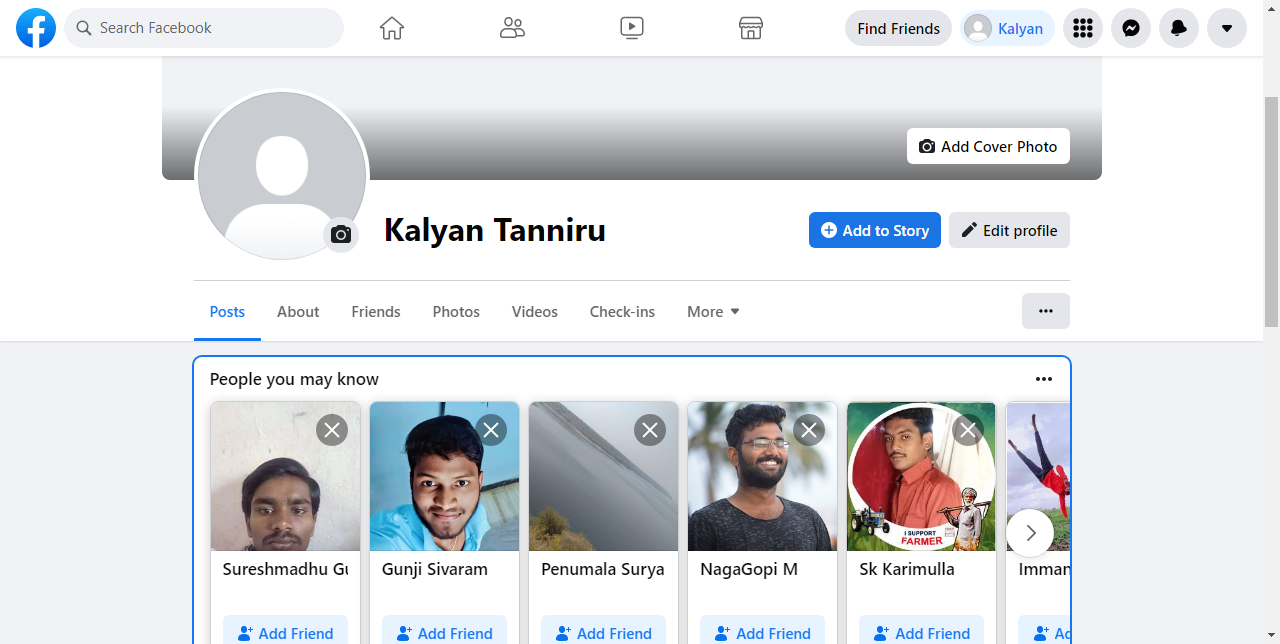 Search Facebook
Find Friends
Kalyan
Add Cover Photo
Kalyan Tanniru
Add to Story
Edit profile
Posts
About
Friends
Photos
Videos
Check-ins
More
People you may know
I SUPPORT
FARMER
Sureshmadhu Gu
Gunji Sivaram
Penumala Surya
NagaGopi M
Sk Karimulla
Imman
Add Friend
Add Friend
Add Friend
Add Friend
Add Friend
Ad